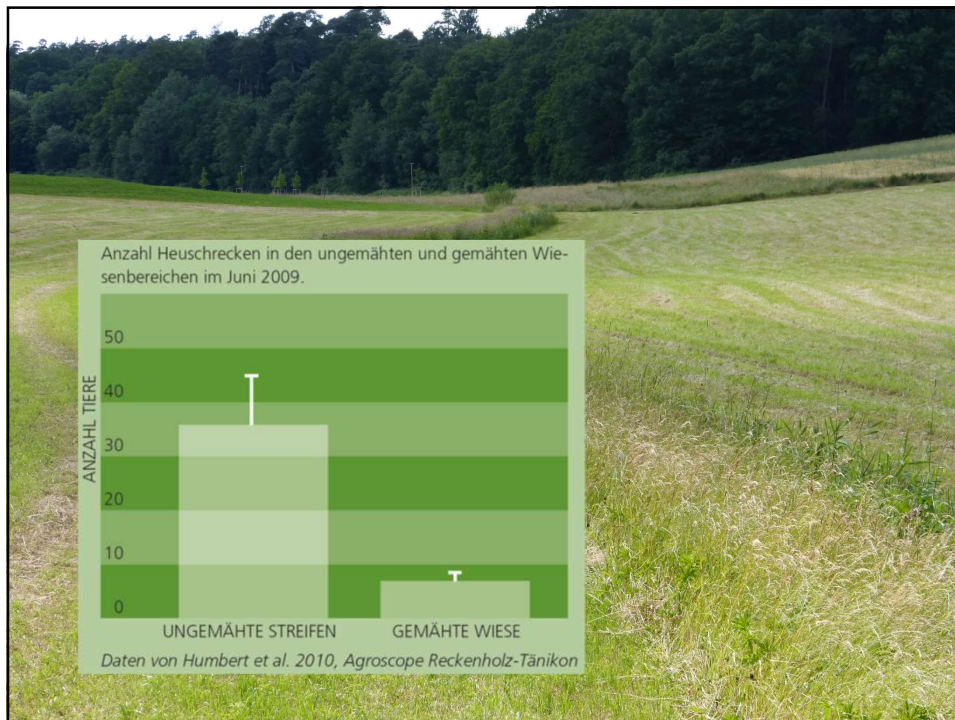 Anzahl Heuschrecken in den ungemähten und gemähten Wie-
senbereichen im Juni 2009.
50
40
30
20
10
0
ANZAHL TIERE
UNGEMÄHTE STREIFEN
GEMÄHTE WIESE
Daten von Humbert et al. 2010, Agroscope Reckenholz-Tänikon